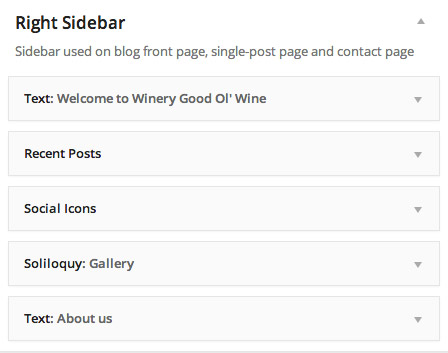 Right Sidebar
Sidebar used on blog front page, single-post page and contact page
Text: Welcome to Winery Good Ol' Wine
Recent Posts
Social Icons
Soliloquy: Gallery
Text: About us